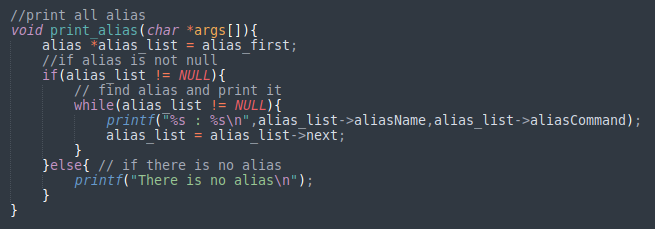 //print all alias
void print_alias(char *args[]){
    alias *alias_list = alias_first;
    //if alias is not null
    if(alias_list != NULL){
        // find alias and print it
        while(alias_list != NULL){
            printf("%s : %s\n",alias_list->aliasName,alias_list->aliasCommand);
            alias_list = alias_list->next;
        }
    }else{ // if there is no alias
        printf("There is no alias\n");
    }
}